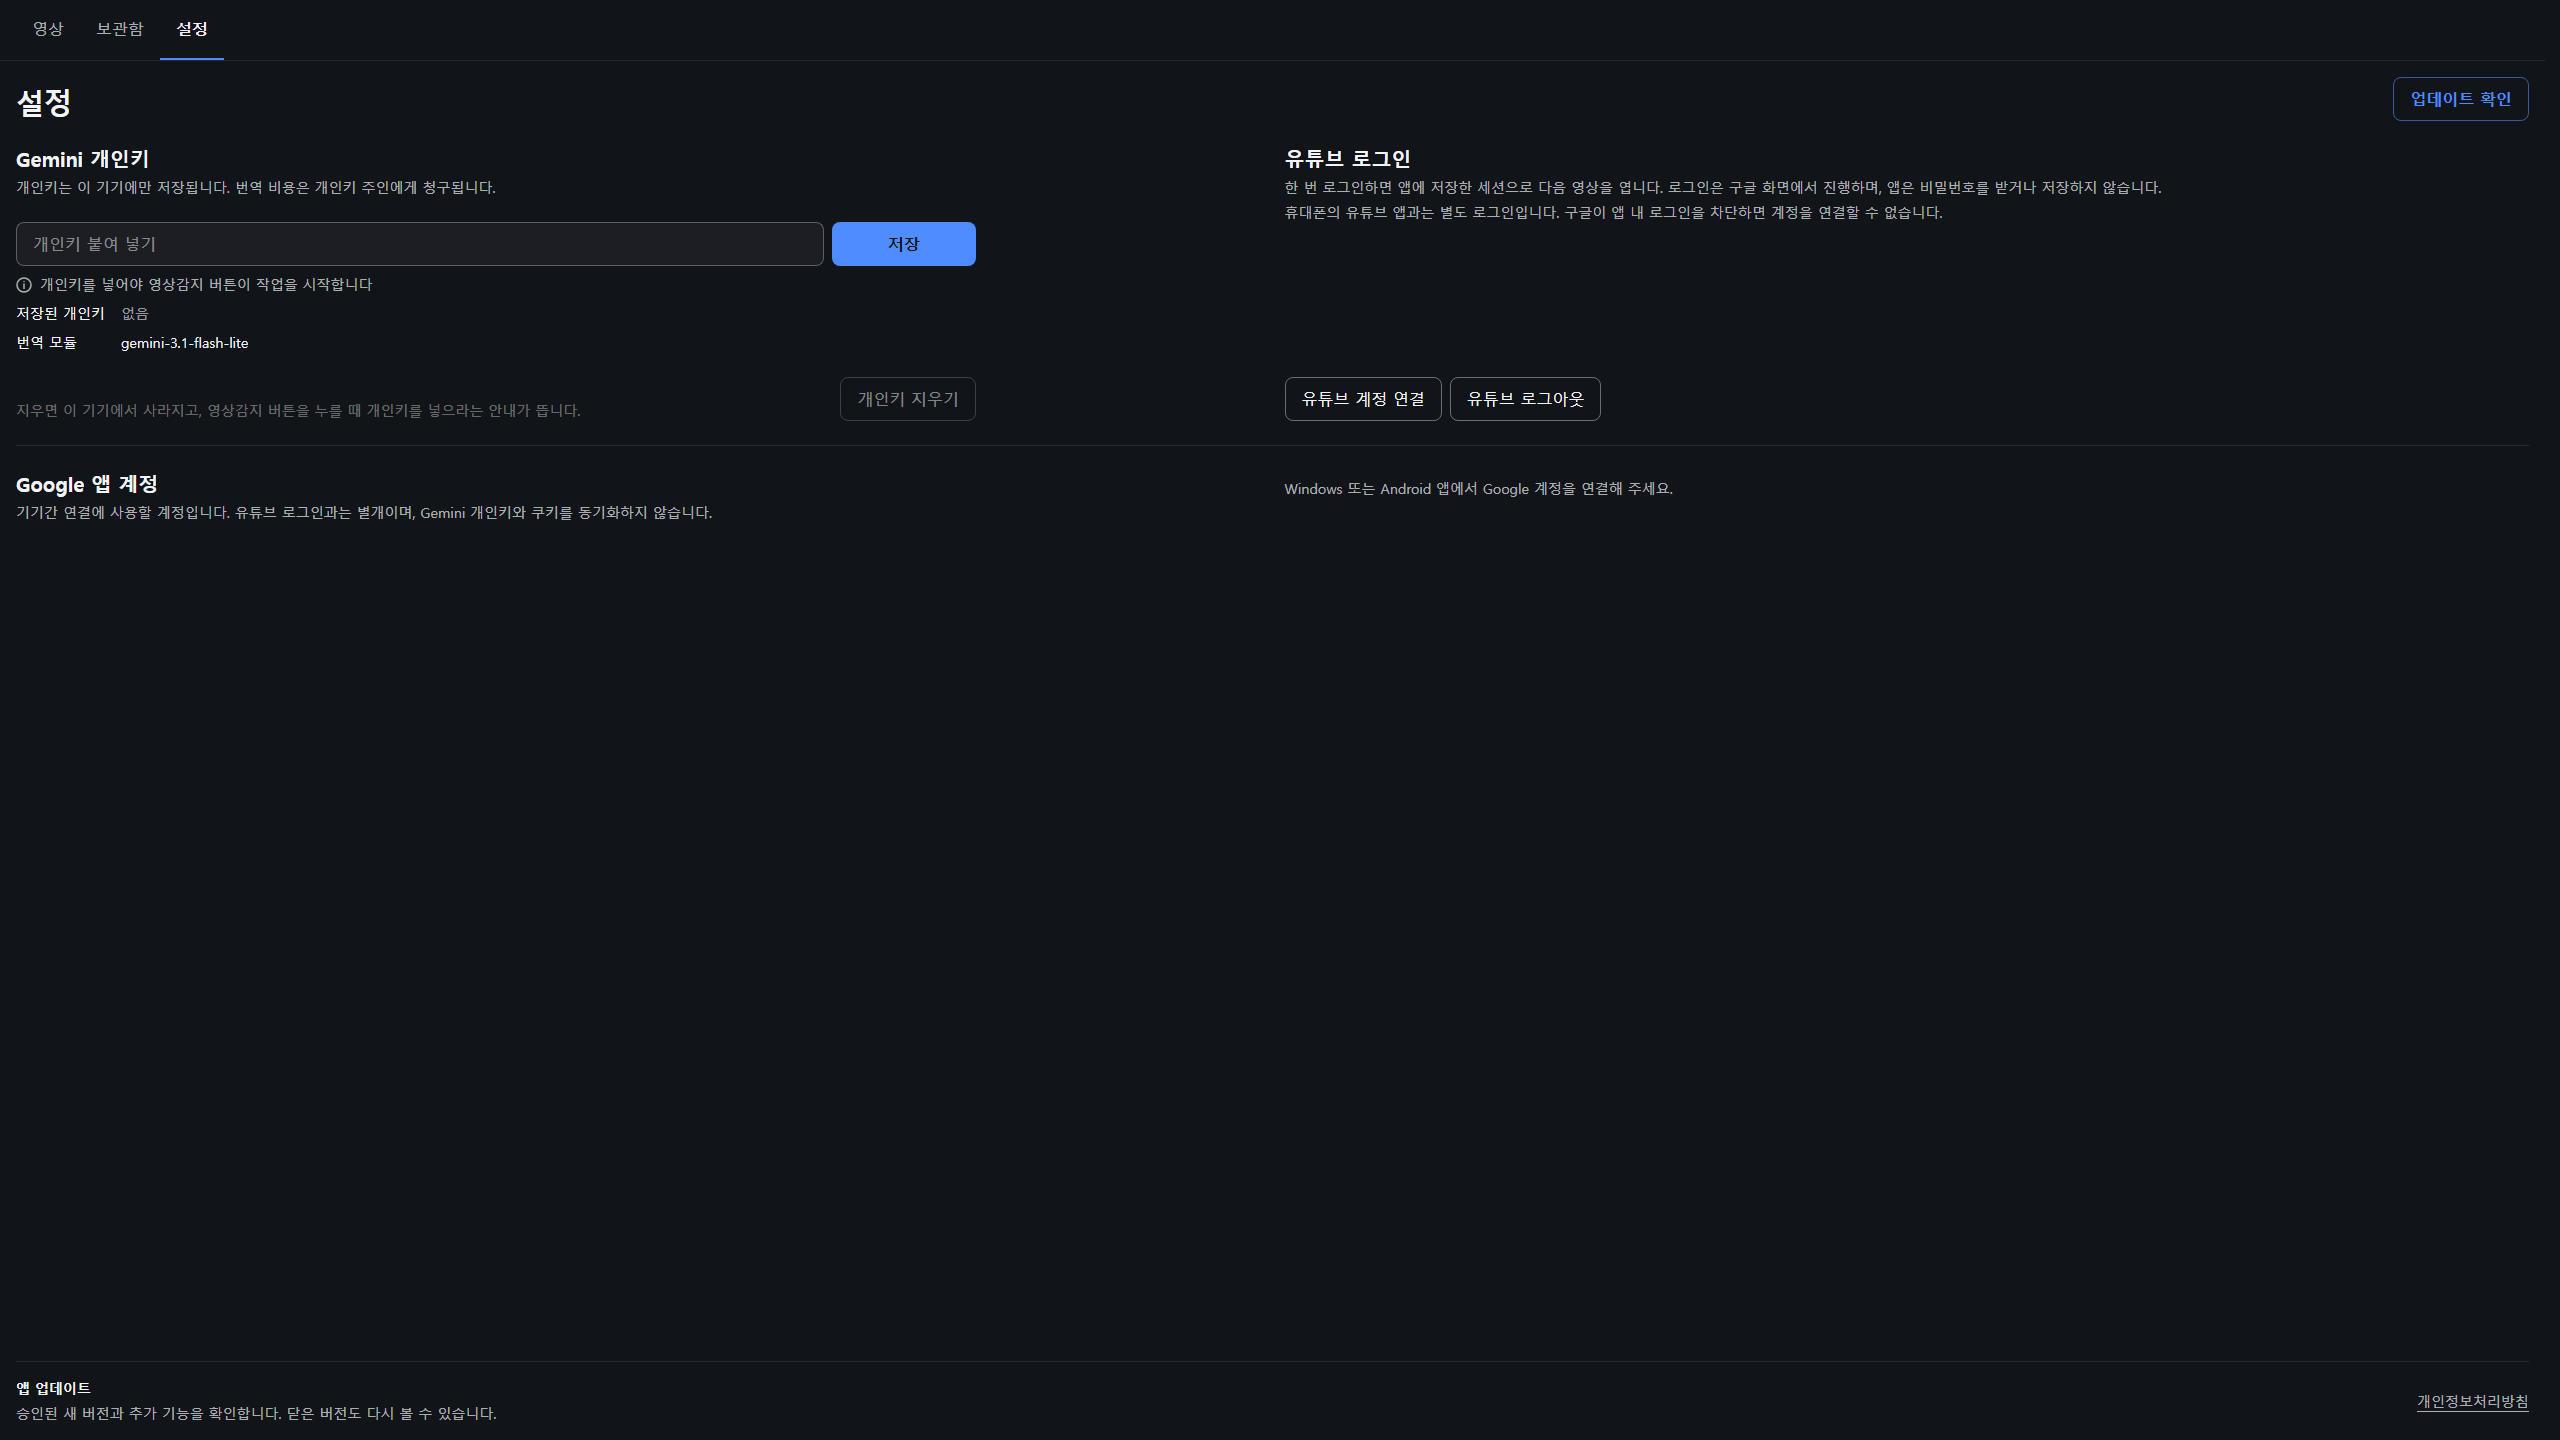 영상 보관함 설정
설정
업데이트 확인
Gemini 개인키
개인키는 이 기기에만 저장됩니다. 번역 비용은 개인키 주인에게 청구됩니다.
개인키 붙여 넣기 저장
개인키를 넣어야 영상감지 버튼이 작업을 시작합니다
저장된 개인키 없음
번역 모듈 gemini-3.1-flash-lite
지우면 이 기기에서 사라지고, 영상감지 버튼을 누를 때 개인키를 넣으라는 안내가 뜹니다.
개인키 지우기
유튜브 로그인
한 번 로그인하면 앱에 저장한 세션으로 다음 영상을 엽니다. 로그인은 구글 화면에서 진행하며, 앱은 비밀번호를 받거나 저장하지 않습니다.
휴대폰의 유튜브 앱과는 별도 로그인입니다. 구글이 앱 내 로그인을 차단하면 계정을 연결할 수 없습니다.
유튜브 계정 연결 유튜브 로그아웃
Google 앱 계정
기기간 연결에 사용할 계정입니다. 유튜브 로그인과는 별개이며, Gemini 개인키와 쿠키를 동기화하지 않습니다.
Windows 또는 Android 앱에서 Google 계정을 연결해 주세요.
앱 업데이트
승인된 새 버전과 추가 기능을 확인합니다. 닫은 버전도 다시 볼 수 있습니다.
개인정보처리방침